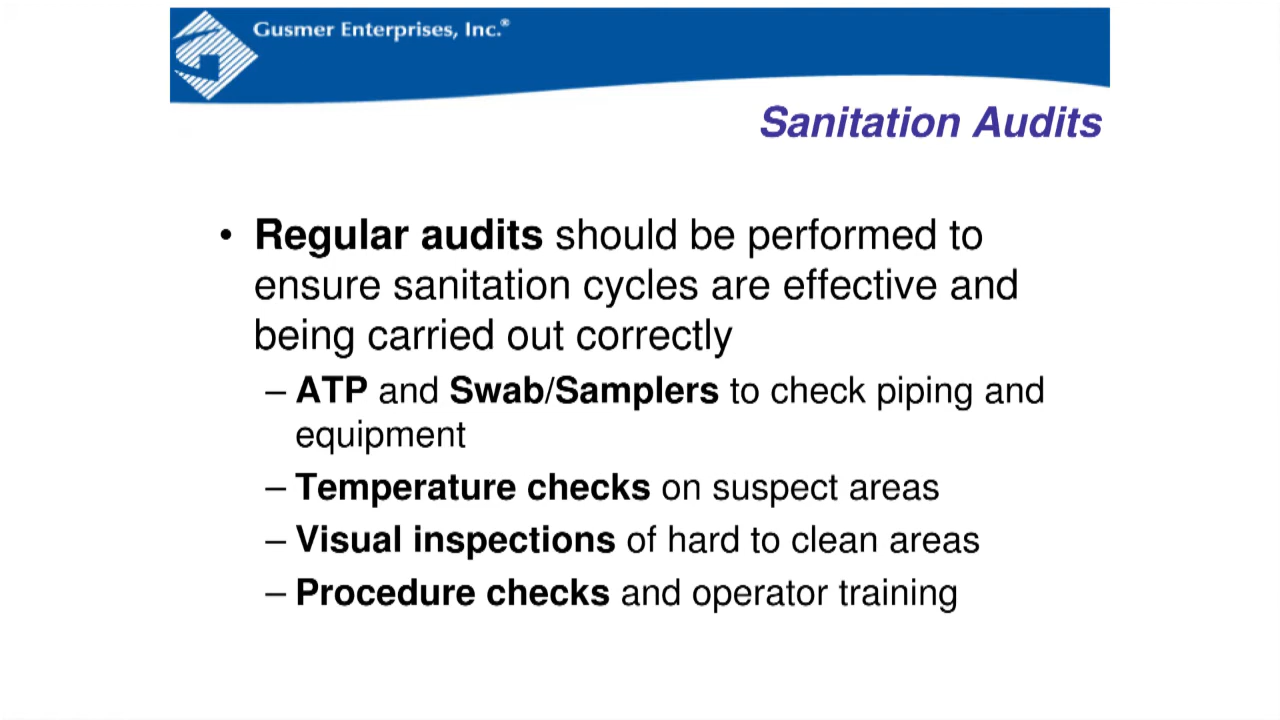 Gusmer Enterprises, Inc.®
Sanitation Audits
• Regular audits should be performed to
ensure sanitation cycles are effective and
being carried out correctly
– ATP and Swab/Samplers to check piping and
equipment
– Temperature checks on suspect areas
– Visual inspections of hard to clean areas
– Procedure checks and operator training